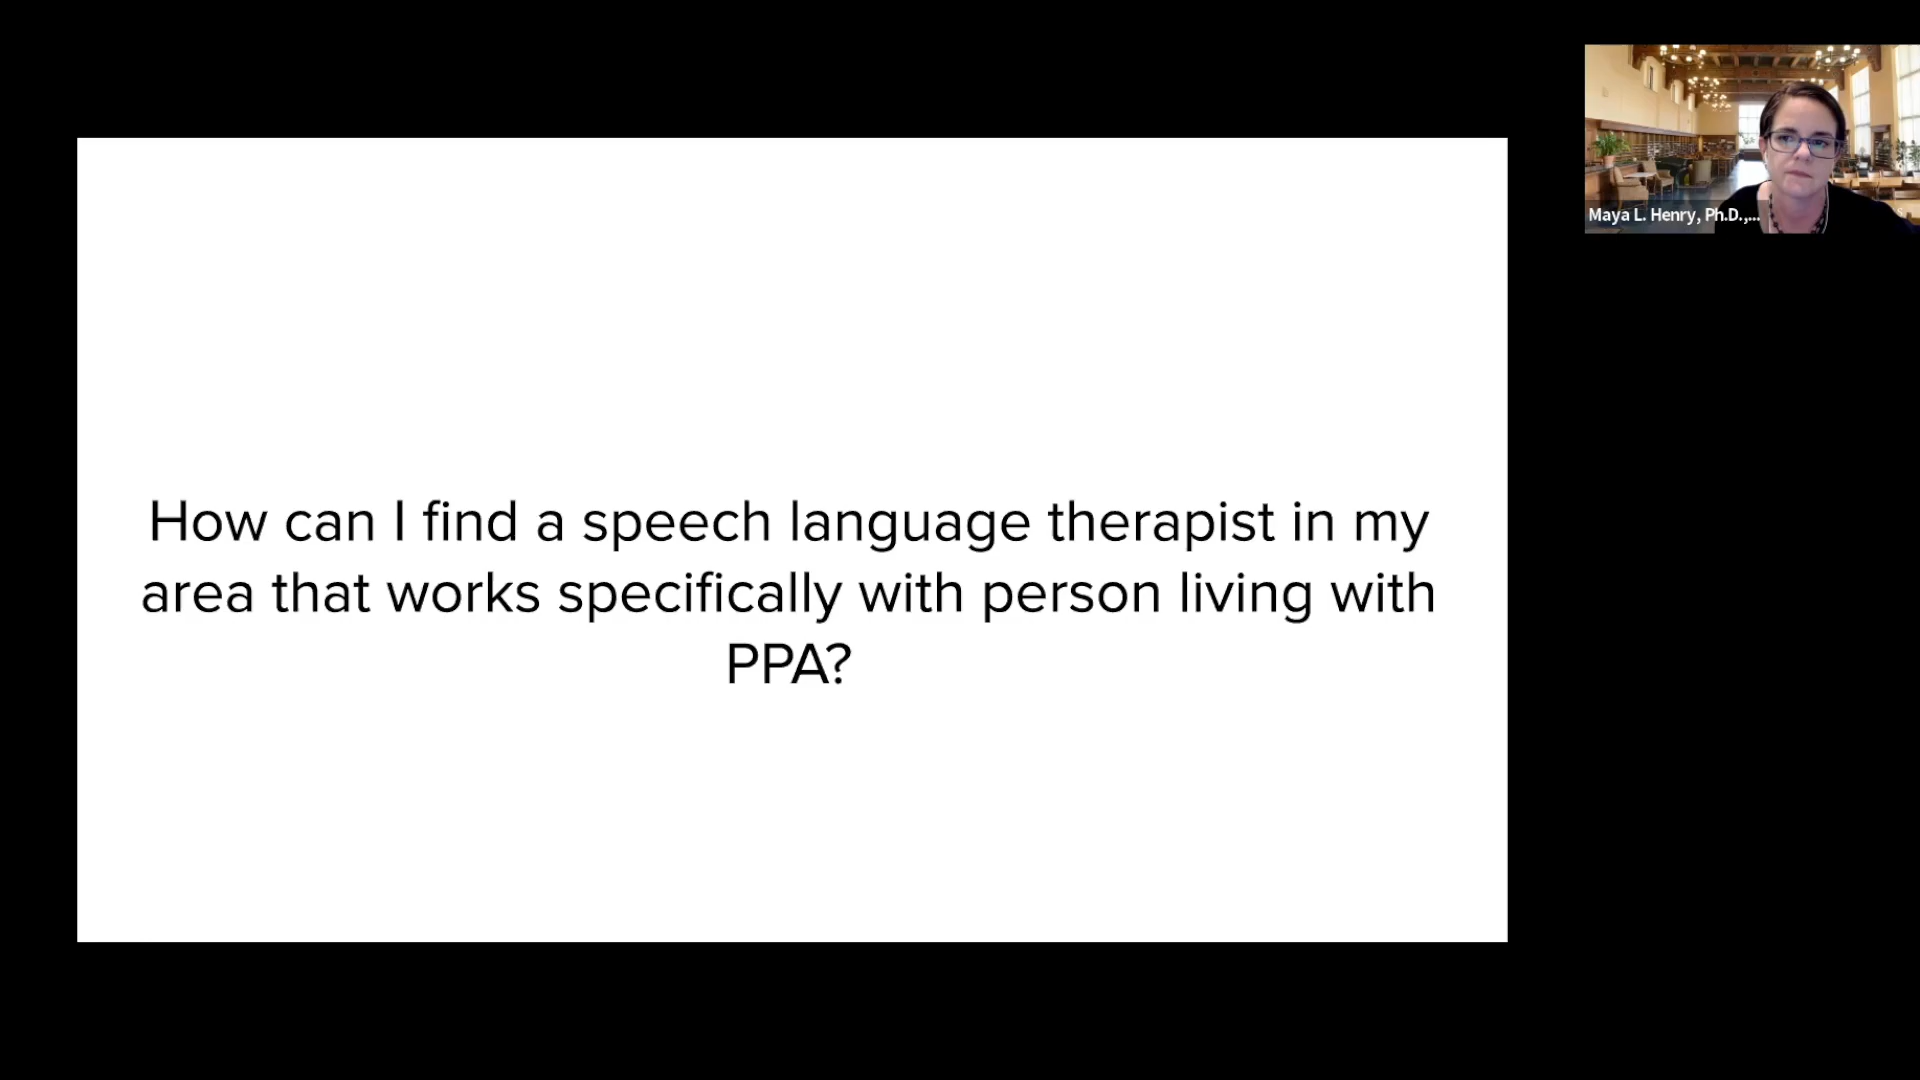 How can I find a speech language therapist in my
area that works specifically with person living with
PPA?
Maya L. Henry, Ph.D.,...